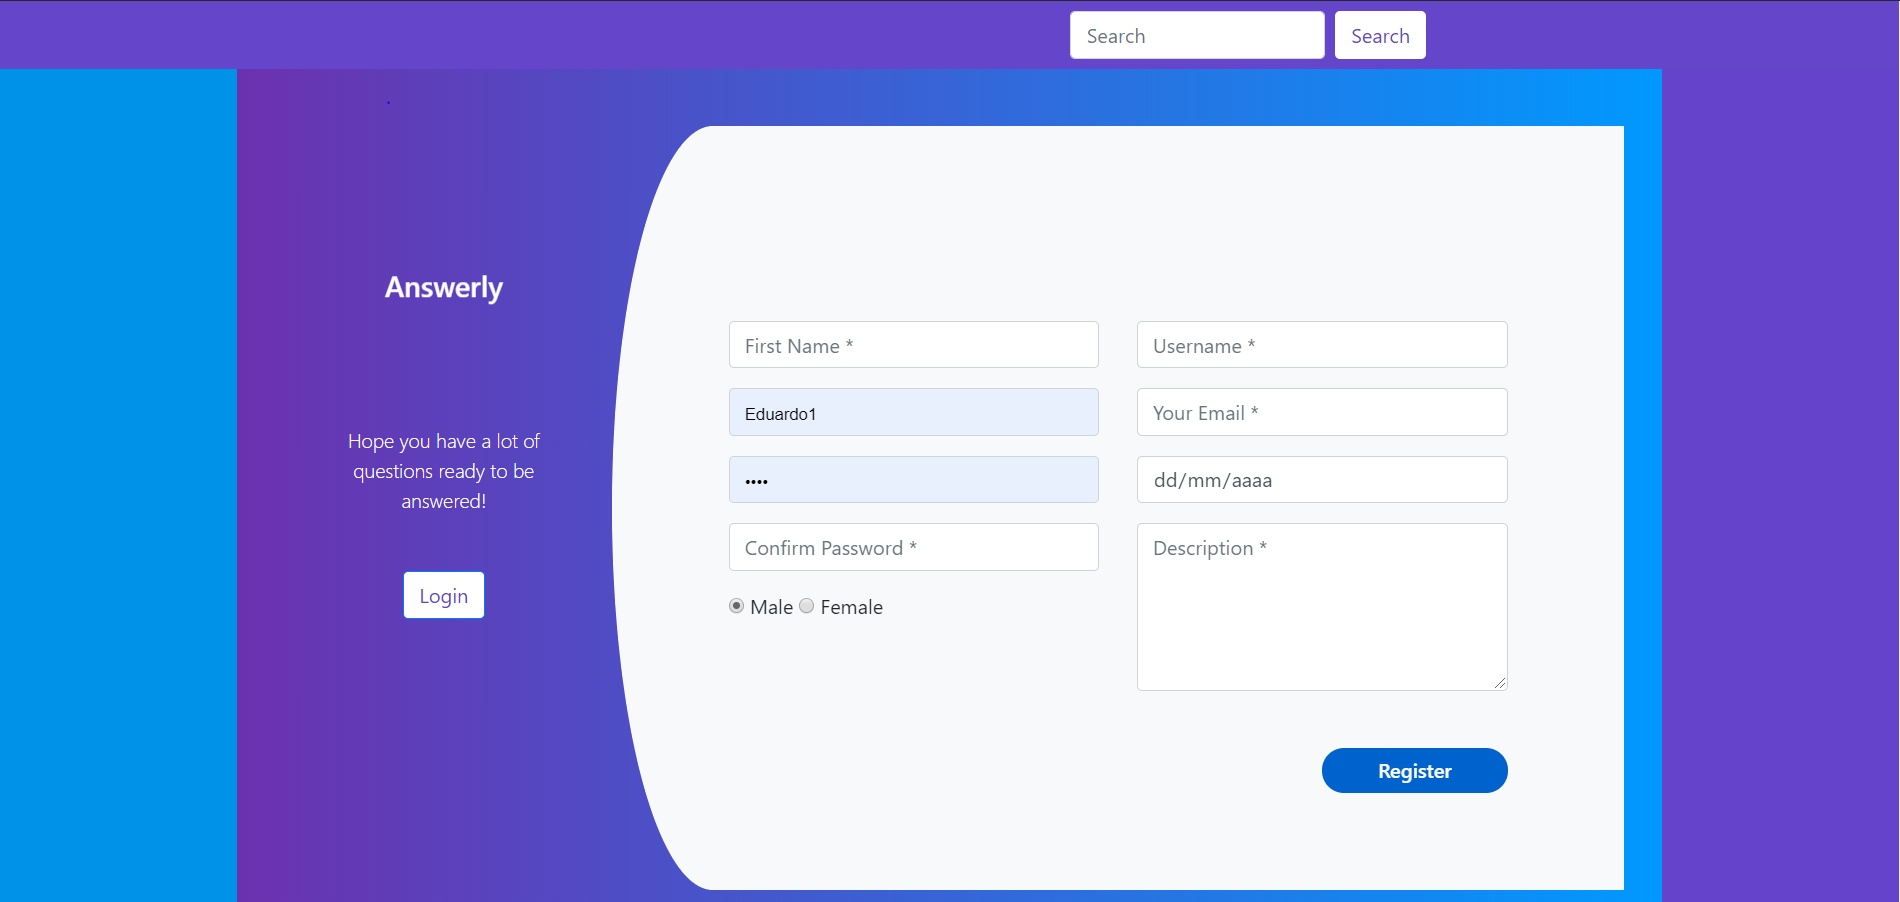 Search
Search
Answerly
Hope you have a lot of
questions ready to be
answered!
Login
First Name *
Username *
Eduardo1
Your Email *
••••
dd/mm/aaaa
Confirm Password *
Description *
Male
Female
Register